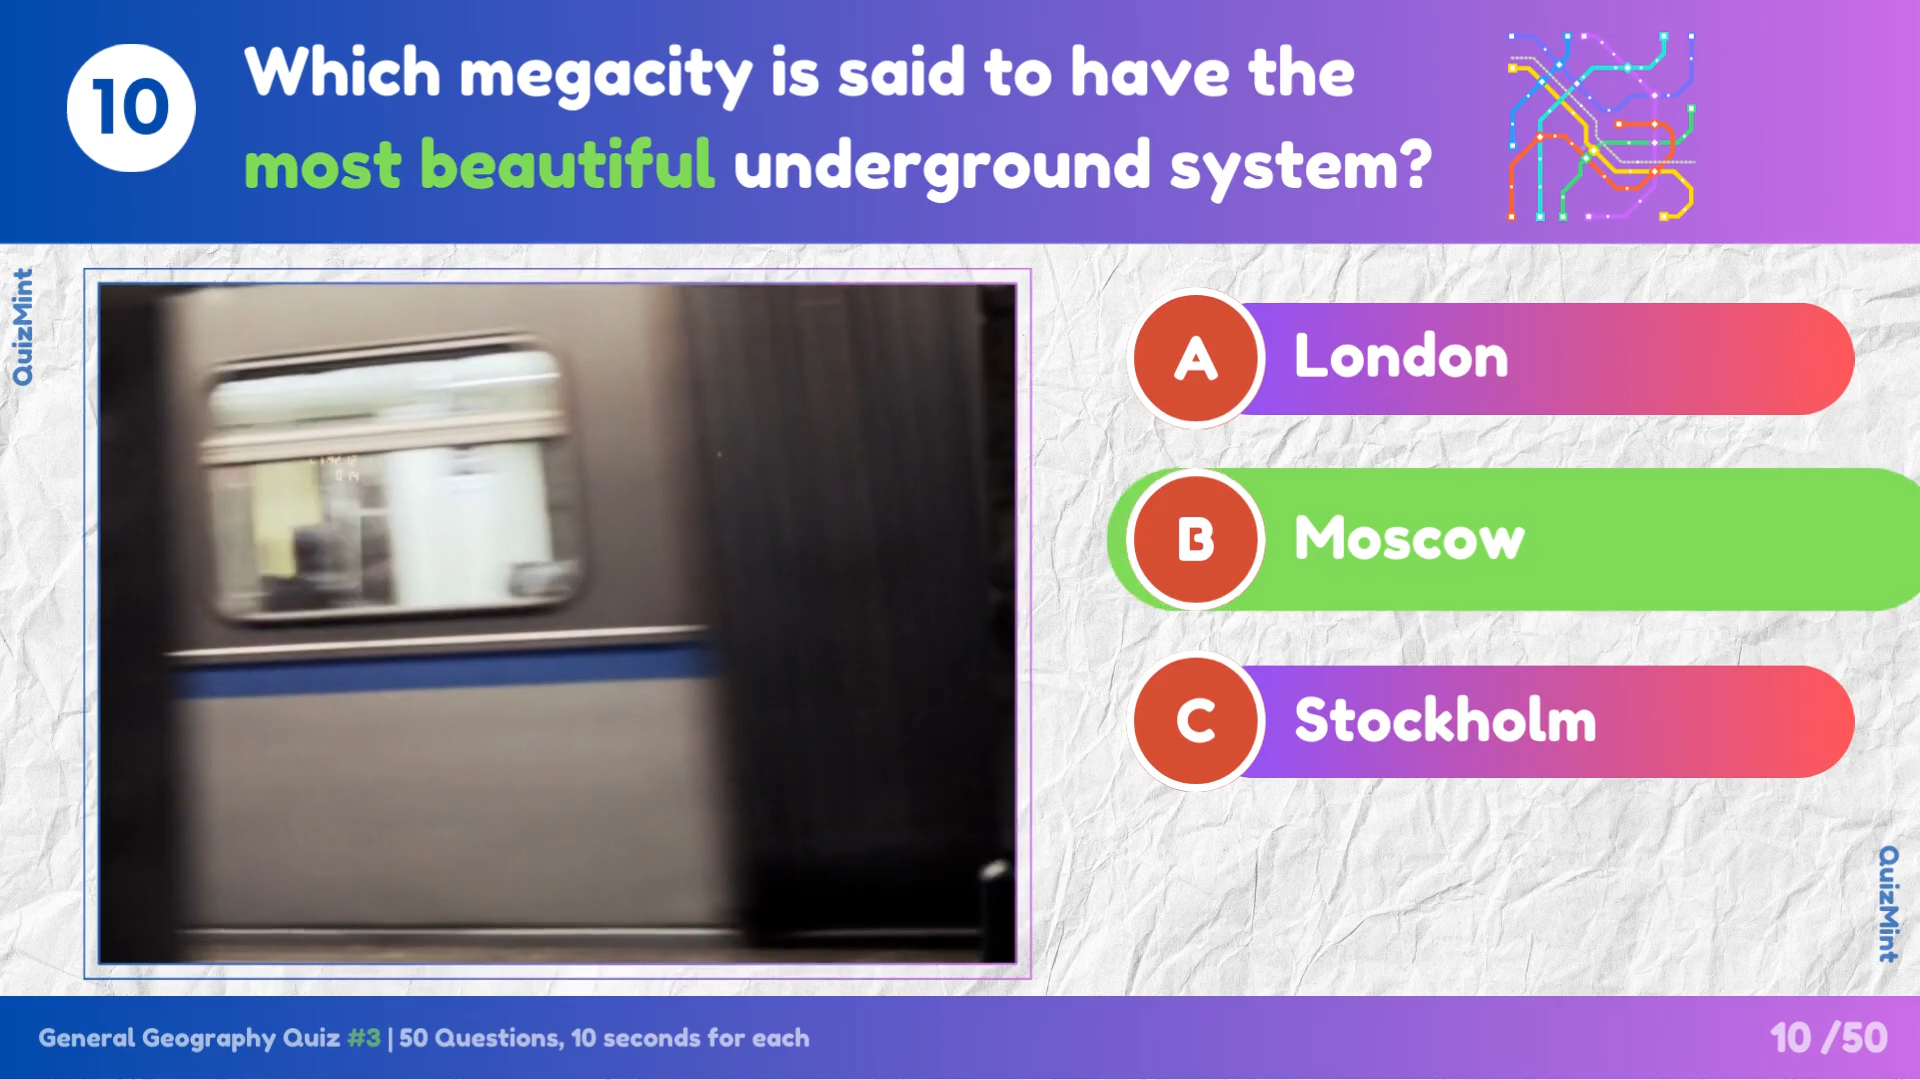 10
Which megacity is said to have the
most beautiful underground system?
QuizMint
A
London
B
Moscow
C
Stockholm
QuizMint
General Geography Quiz #3 | 50 Questions, 10 seconds for each
10 /50